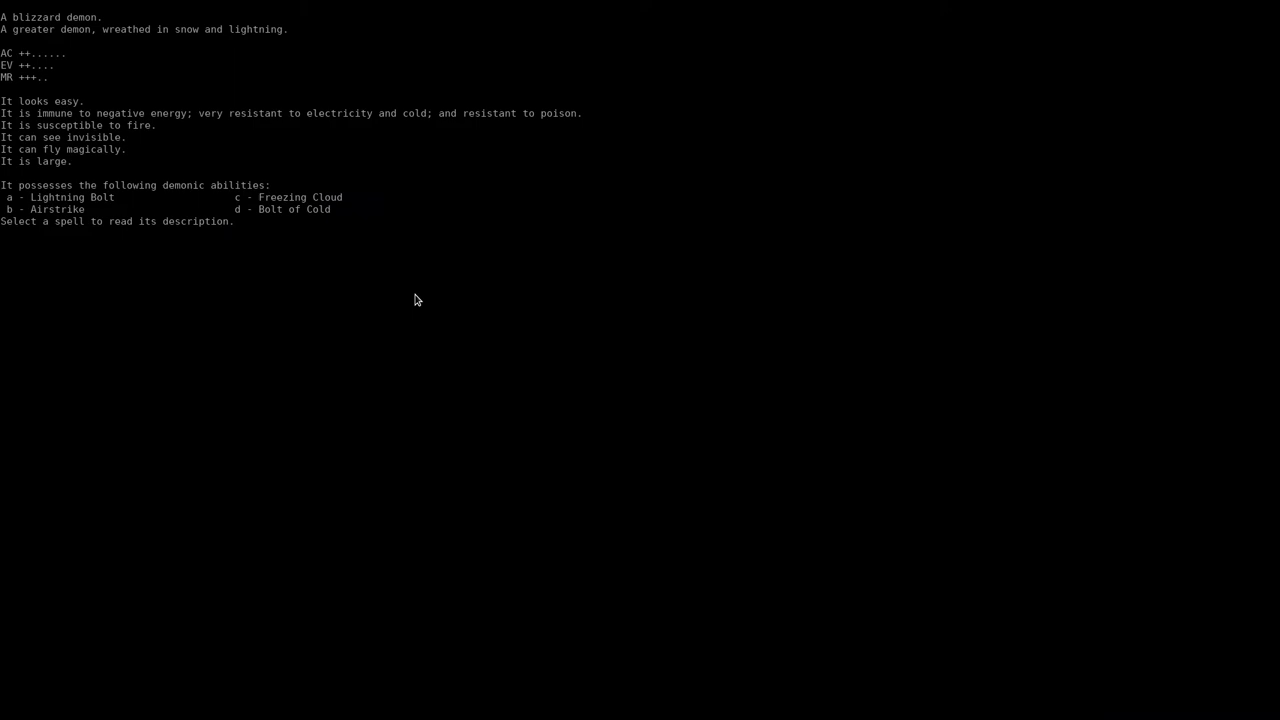 A blizzard demon.
A greater demon, wreathed in snow and lightning.
AC ++......
EV ++....
MR +++..
It looks easy.
It is immune to negative energy; very resistant to electricity and cold; and resistant to poison.
It is susceptible to fire.
It can see invisible.
It can fly magically.
It is large.
It possesses the following demonic abilities:
a - Lightning Bolt c - Freezing Cloud
b - Airstrike d - Bolt of Cold
Select a spell to read its description.